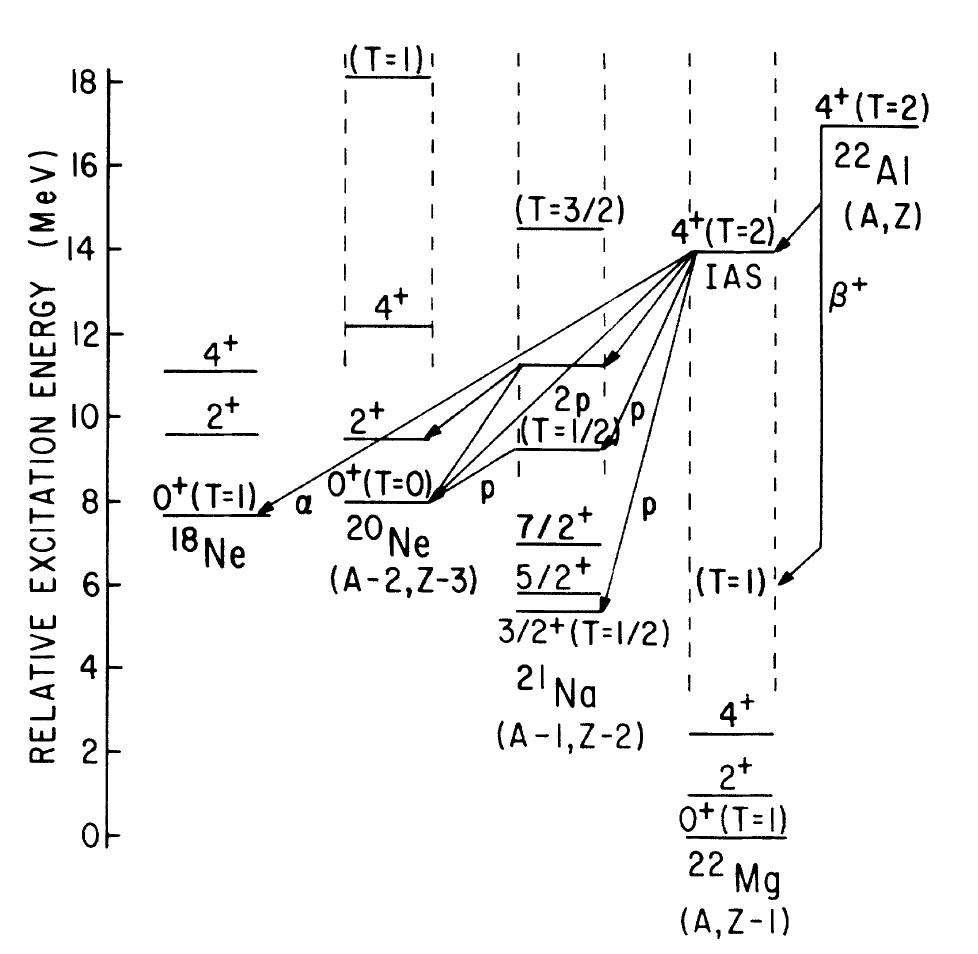 RELATIVE EXCITATION ENERGY (MeV)
18
16
14
12
10
8
6
4
2
0
4⁺
2⁺
0⁺(T=1)
¹⁸Ne
α
(T=1)
4⁺
2⁺
0⁺(T=0)
²⁰Ne
(A-2,Z-3)
p
(T=3/2)
2p
(T=1/2)
p
p
7/2⁺
5/2⁺
3/2⁺(T=1/2)
²¹Na
(A-1,Z-2)
4⁺(T=2)
IAS
(T=1)
4⁺
2⁺
0⁺(T=1)
²²Mg
(A,Z-1)
4⁺(T=2)
²²Al
(A,Z)
β⁺